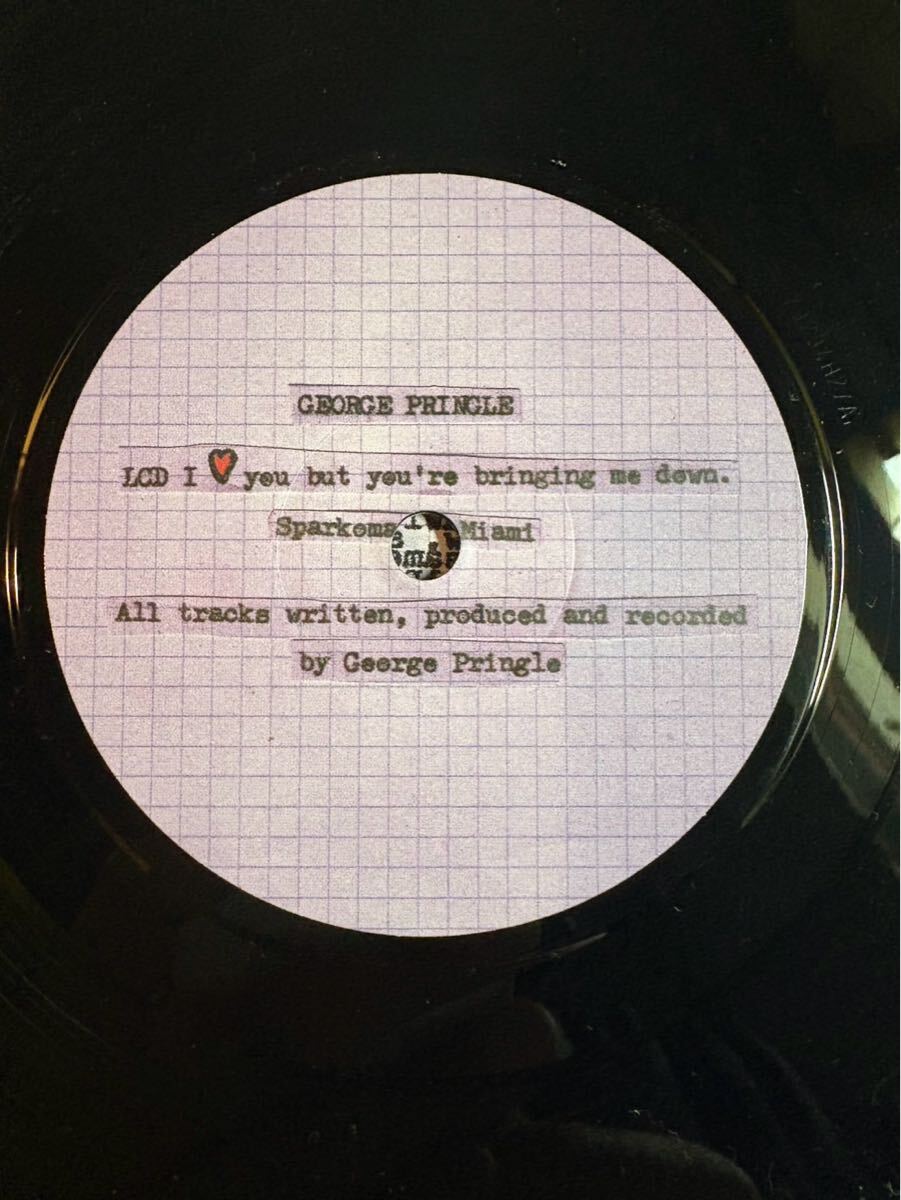 GEORGE PRINGLE
LCD I ♥ you but you're bringing me down.
Miami
All tracks written, produced and recorded
by George Pringle